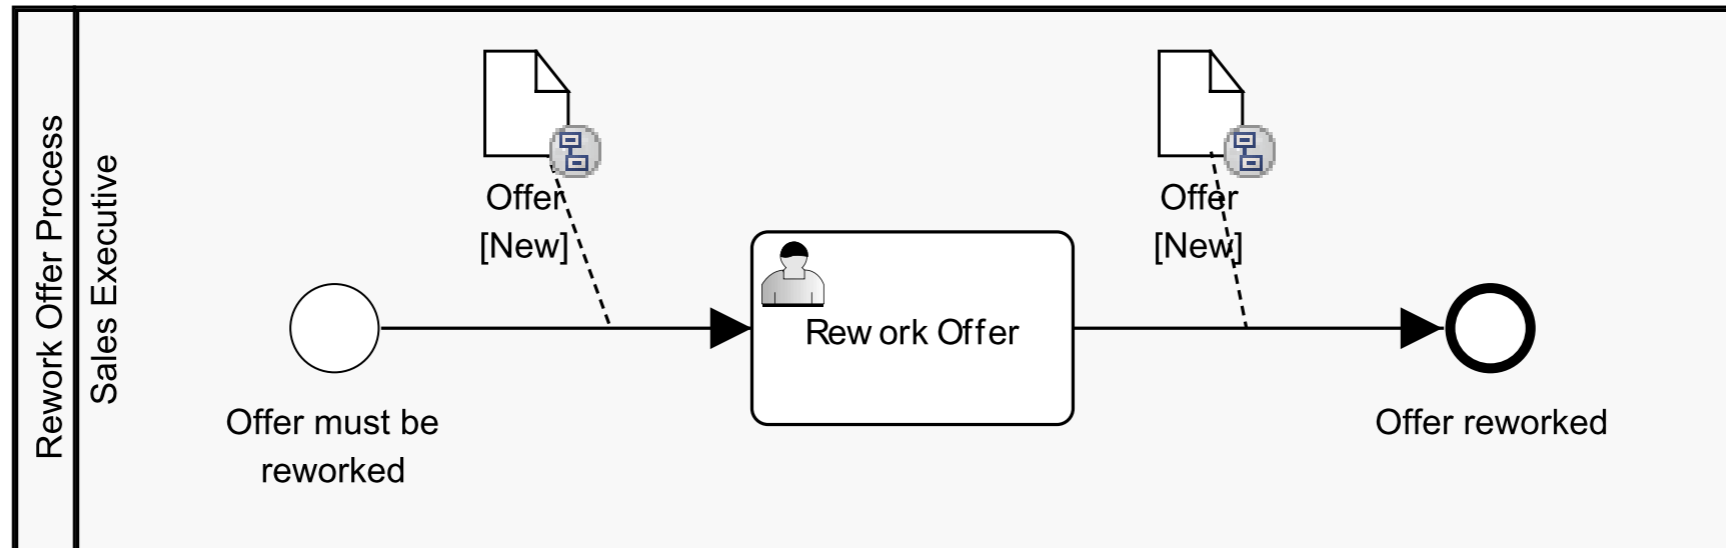 Rework Offer Process
Sales Executive
Offer
[New]
Offer
[New]
Rework Offer
Offer must be
reworked
Offer reworked